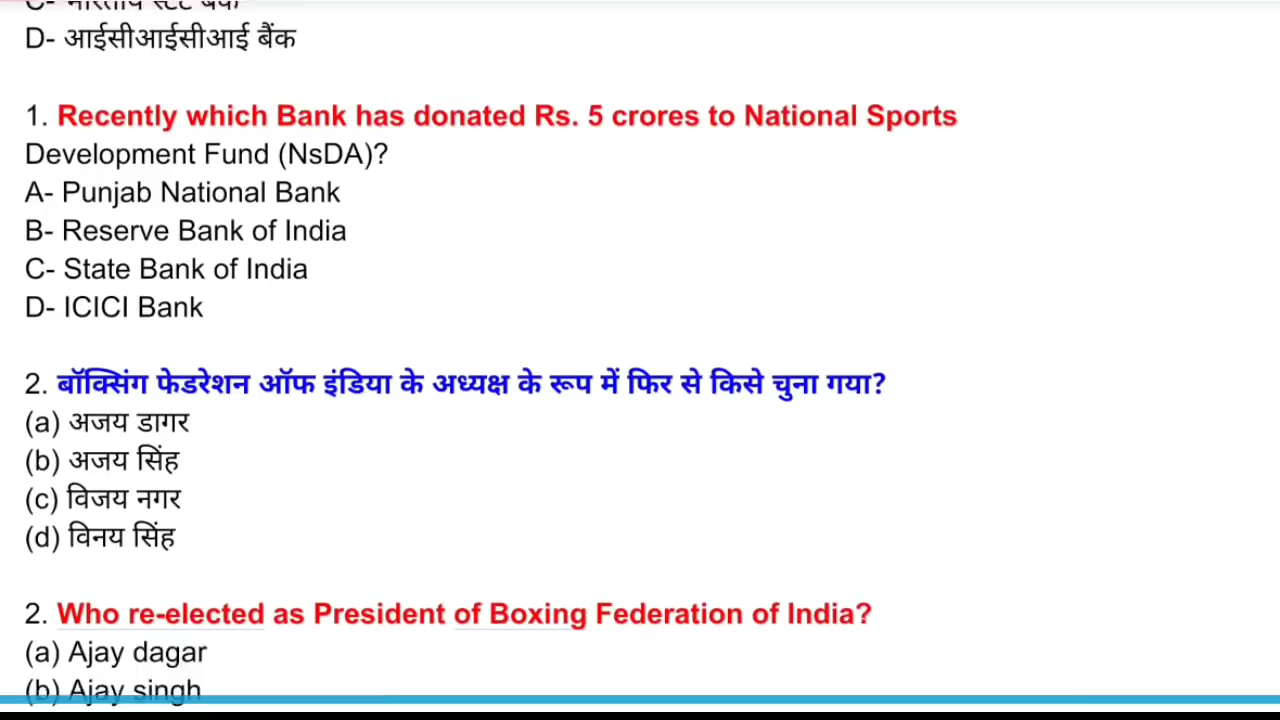 D- आईसीआईसीआई बैंक
1. Recently which Bank has donated Rs. 5 crores to National Sports
Development Fund (NsDA)?
A- Punjab National Bank
B- Reserve Bank of India
C- State Bank of India
D- ICICI Bank
2. बॉक्सिंग फेडरेशन ऑफ इंडिया के अध्यक्ष के रूप में फिर से किसे चुना गया?
(a) अजय डागर
(b) अजय सिंह
(c) विजय नगर
(d) विनय सिंह
2. Who re-elected as President of Boxing Federation of India?
(a) Ajay dagar
(b) Ajay singh